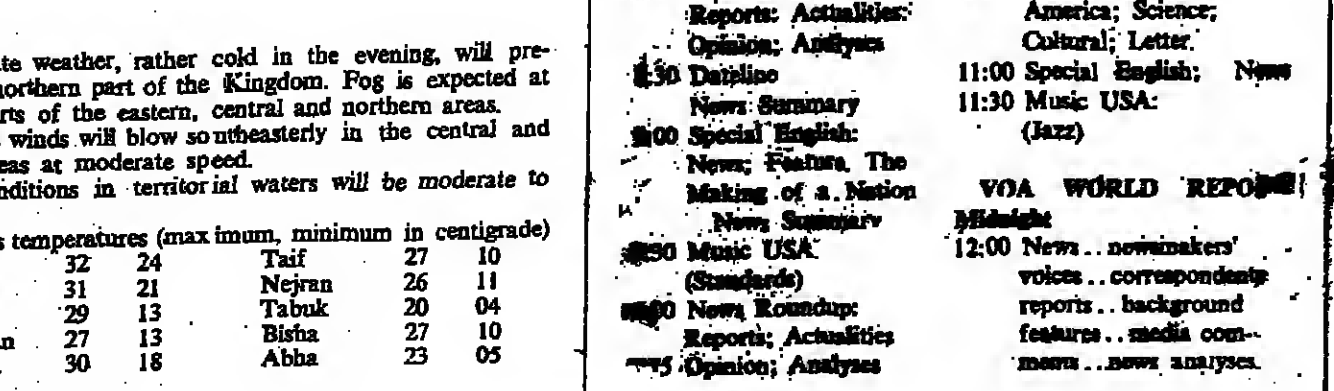 te weather, rather cold in the evening, will pre-
northern part of the Kingdom. Fog is expected at
rts of the eastern, central and northern areas.
winds will blow southeasterly in the central and
eas at moderate speed.
nditions in territorial waters will be moderate to
s temperatures (maximum, minimum in centigrade)
32 24 Taif 27 10
31 21 Nejran 26 11
29 13 Tabuk 20 04
n 27 13 Bisha 27 10
30 18 Abha 23 05
Reports: Actualities:
Opinion; Analyses
Dateline
News Summary
Special English:
News; Feature, The
Making of a Nation
News Summary
Music USA
(Standards)
News Roundup:
Reports; Actualities
Opinion; Analyses
America; Science;
Cultural; Letter.
11:00 Special English; News
11:30 Music USA:
(Jazz)
VOA WORLD REPORT
Midnight
12:00 News..newsmakers'
voices..correspondents
reports..background
features..media com-
ments..news analyses.